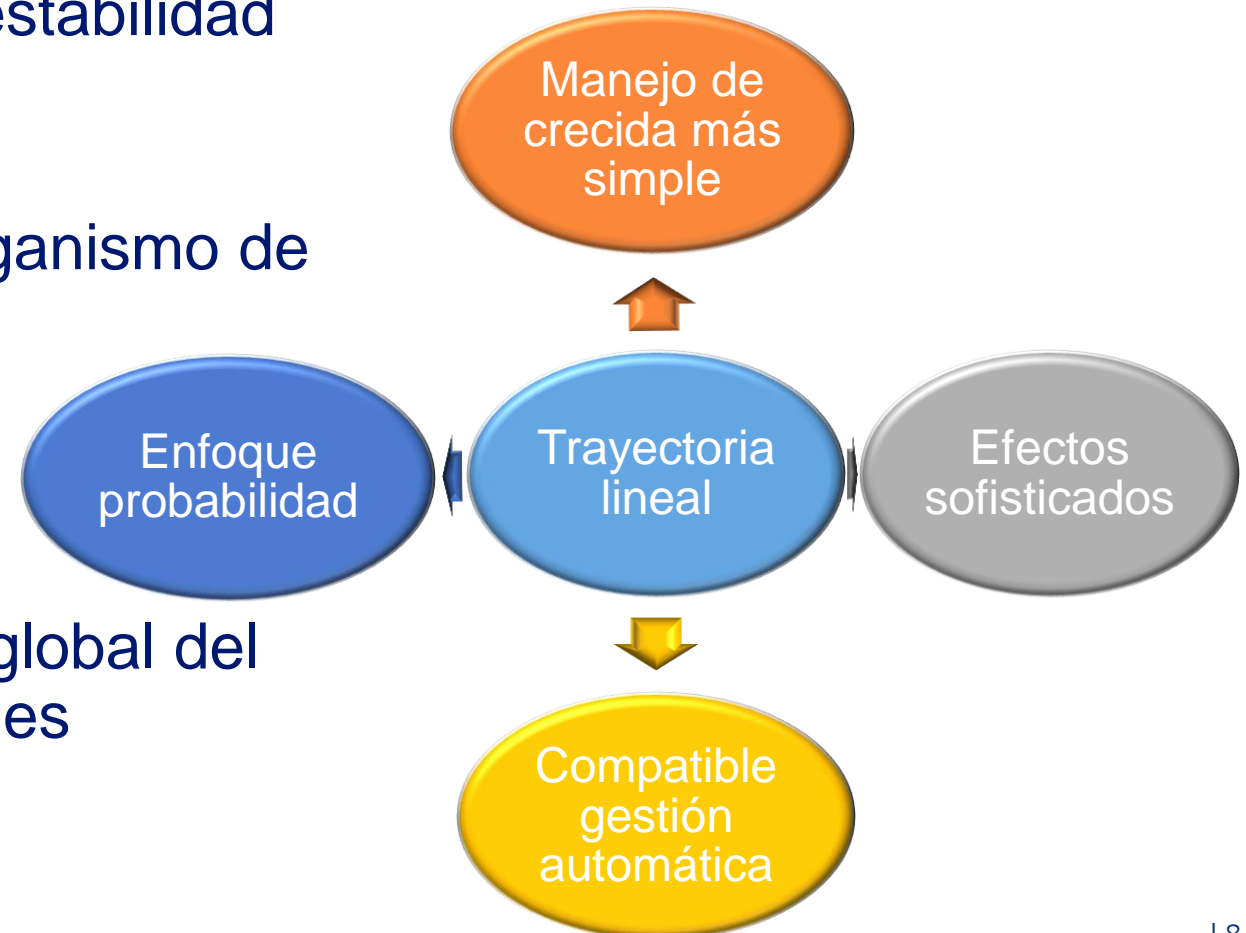 estabilidad
Manejo de
crecida más
simple
ganismo de
Enfoque
probabilidad
Trayectoria
lineal
Efectos
sofisticados
global del
es
Compatible
gestión
automática